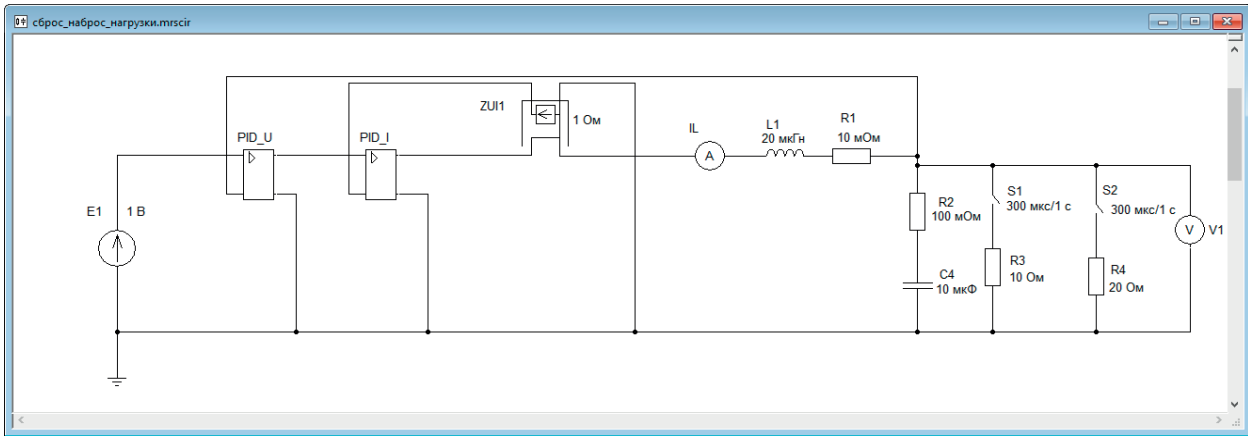 сброс_наброс_нагрузки.mrscir
ZUI1
1 Ом
PID_U
PID_I
IL
A
L1
20 мкГн
R1
10 мОм
E1
1 В
R2
100 мОм
C4
10 мкФ
S1
300 мкс/1 с
R3
10 Ом
S2
300 мкс/1 с
R4
20 Ом
V
V1